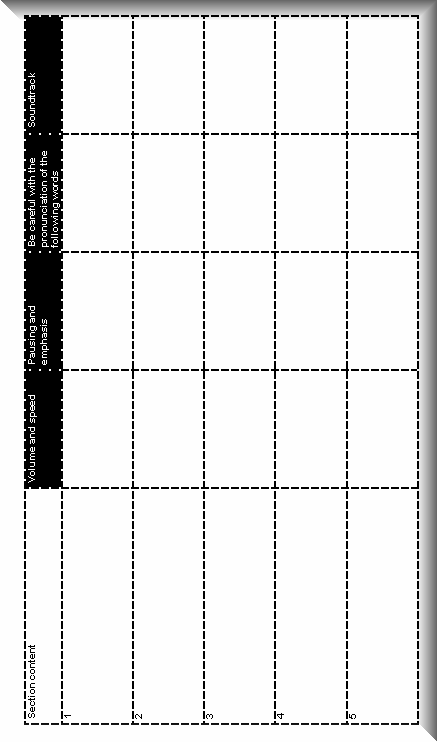 Section content
Volume and speed
Pausing and
emphasis
Be careful with the
pronunciation of the
following words
Soundtrack
1
2
3
4
5